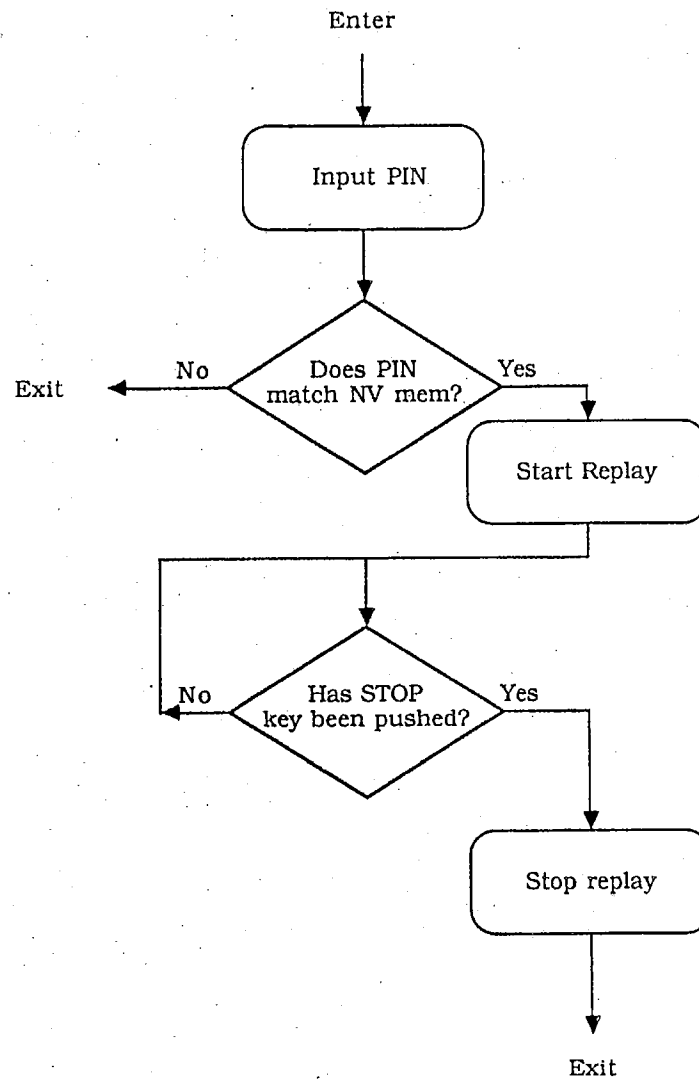 Enter
Input PIN
Does PIN
match NV mem?
No
Yes
Exit
Start Replay
Has STOP
key been pushed?
No
Yes
Stop replay
Exit